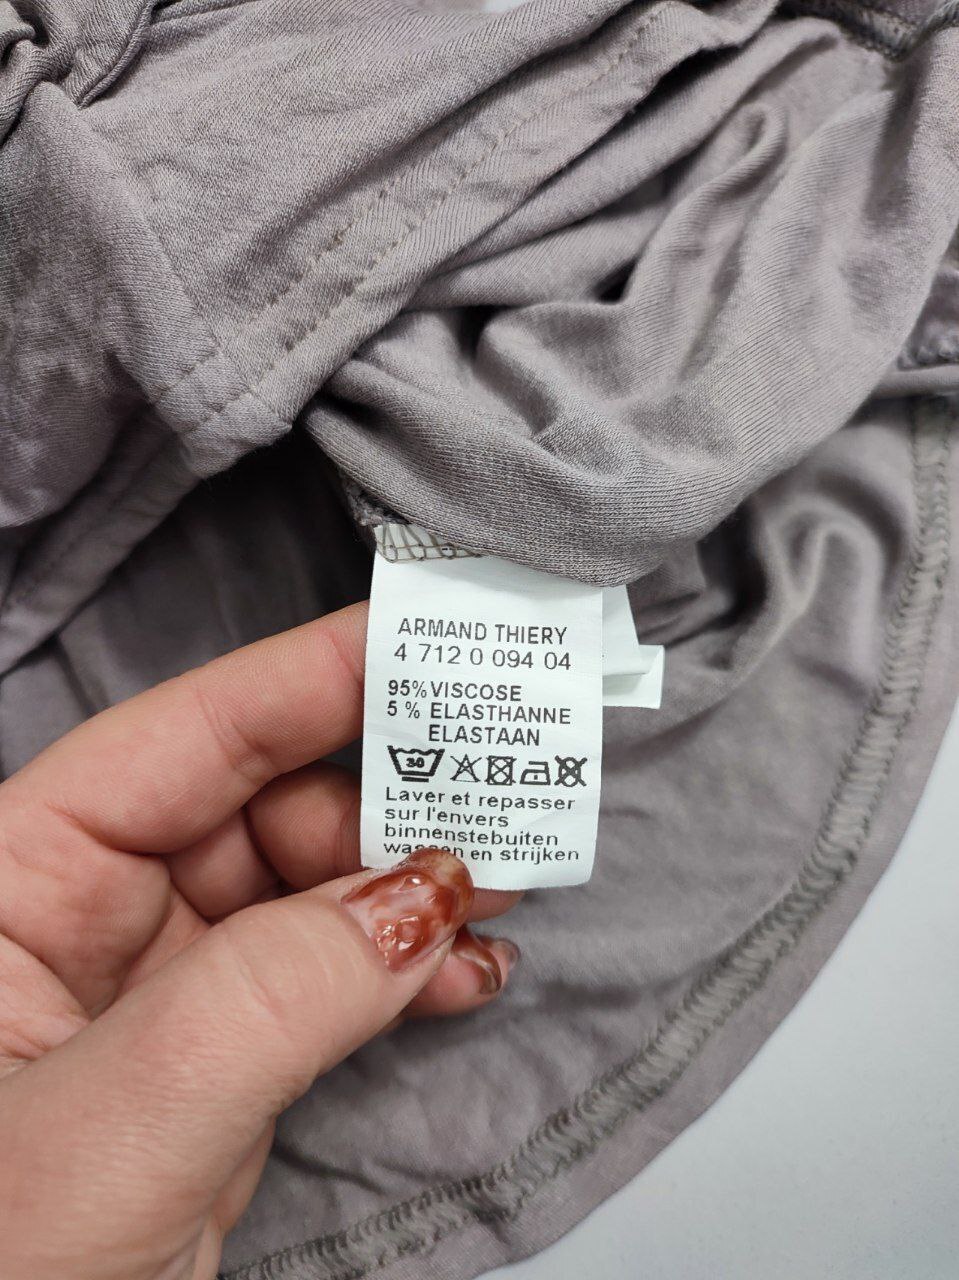 ARMAND THIERY
4 712 0 094 04
95% VISCOSE
5 % ELASTHANNE
ELASTAAN
30
Laver et repasser
sur l'envers
binnenstebuiten
wassen en strijken